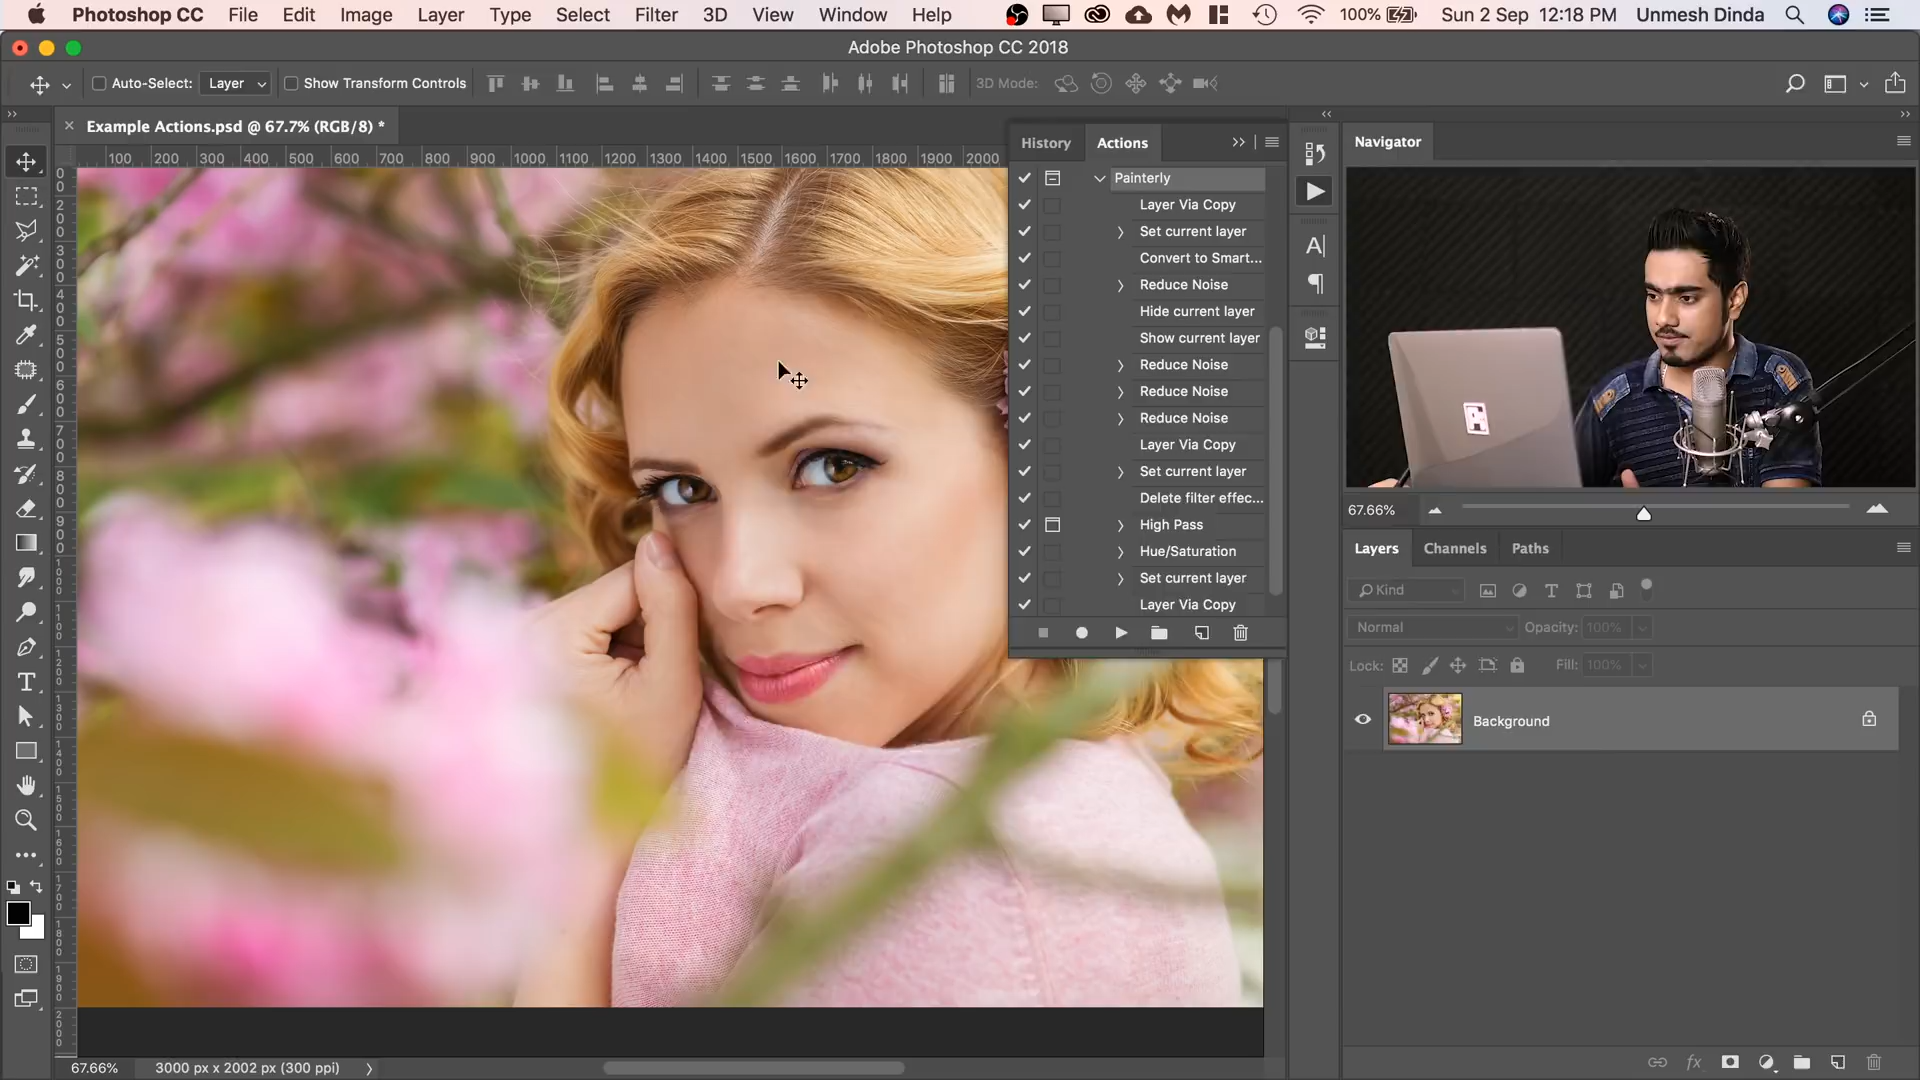 Photoshop CC File Edit Image Layer Type Select Filter 3D View Window Help 100% Sun 2 Sep 12:18 PM Unmesh Dinda
Adobe Photoshop CC 2018
Auto-Select: Layer Show Transform Controls 3D Mode:
Example Actions.psd @ 67.7% (RGB/8) *
100 200 300 400 500 600 700 800 900 1000 1100 1200 1300 1400 1500 1600 1700 1800 1900 2000
History Actions
Painterly
Layer Via Copy
Set current layer
Convert to Smart...
Reduce Noise
Hide current layer
Show current layer
Reduce Noise
Reduce Noise
Reduce Noise
Layer Via Copy
Set current layer
Delete filter effec...
High Pass
Hue/Saturation
Set current layer
Layer Via Copy
Navigator
67.66%
Layers Channels Paths
Kind
Normal Opacity: 100%
Lock: Fill: 100%
Background
67.66% 3000 px x 2002 px (300 ppi)